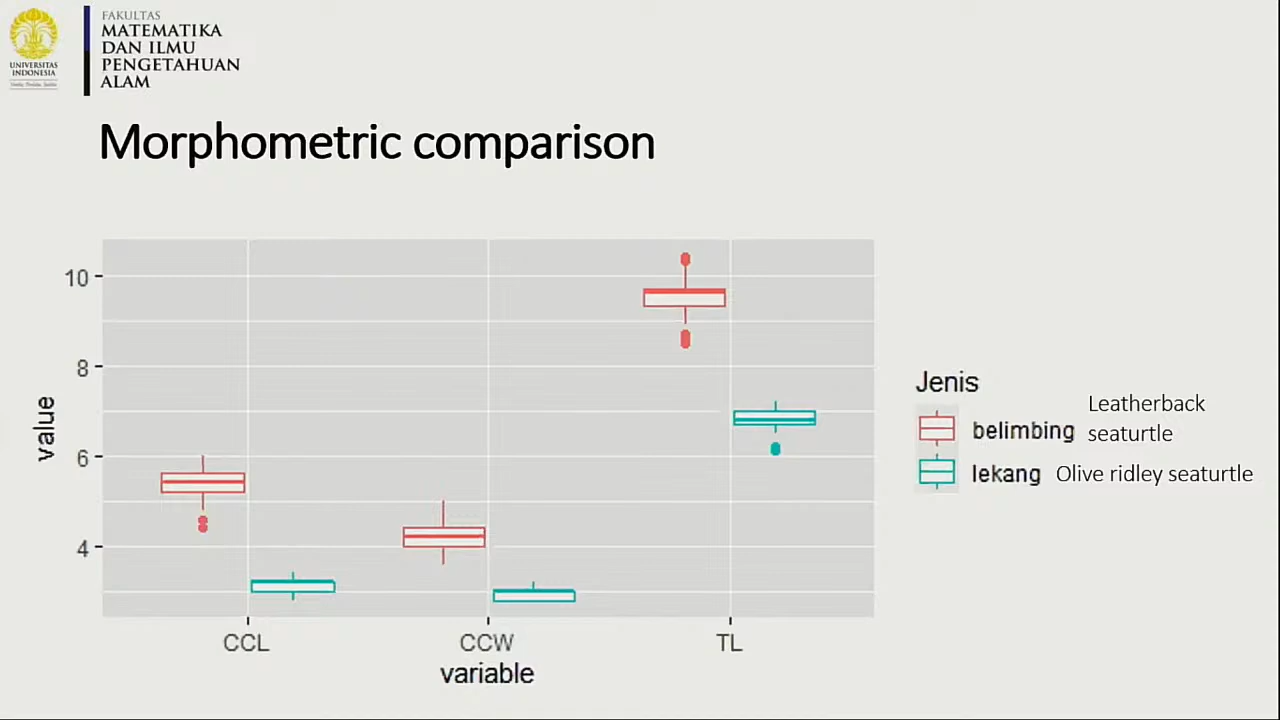 FAKULTAS
MATEMATIKA
DAN ILMU
PENGETAHUAN
ALAM
UNIVERSITAS
INDONESIA
Morphometric comparison
10
8
6
4
value
CCL
CCW
TL
variable
Jenis
belimbing
Leatherback
seaturtle
lekang
Olive ridley seaturtle